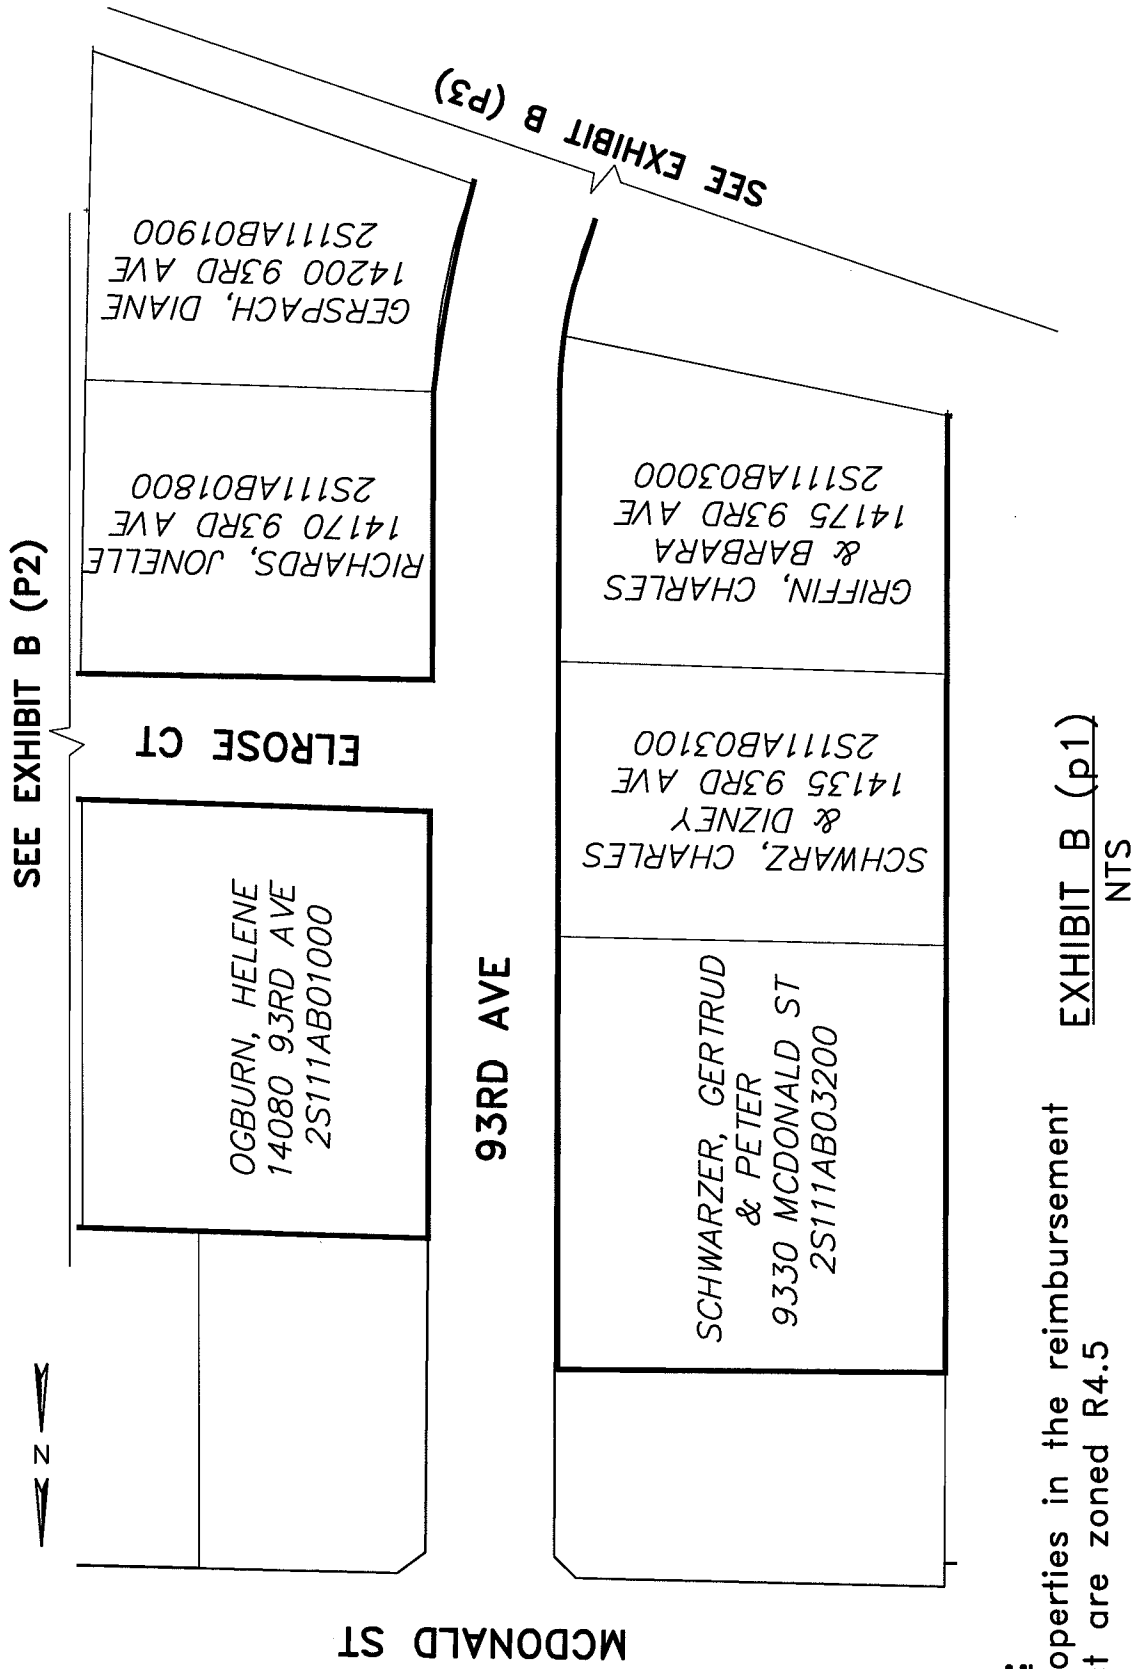 SEE EXHIBIT B (P2)
SEE EXHIBIT B (P3)
N
GERSPACH, DIANE
14200 93RD AVE
2S111AB01900
RICHARDS, JONELLE
14170 93RD AVE
2S111AB01800
ELROSE CT
OGBURN, HELENE
14080 93RD AVE
2S111AB01000
93RD AVE
GRIFFIN, CHARLES
& BARBARA
14175 93RD AVE
2S111AB03000
SCHWARZ, CHARLES
& DIZNEY
14135 93RD AVE
2S111AB03100
SCHWARZER, GERTRUD
& PETER
9330 MCDONALD ST
2S111AB03200
MCDONALD ST
EXHIBIT B (p1)
NTS
operties in the reimbursement
t are zoned R4.5